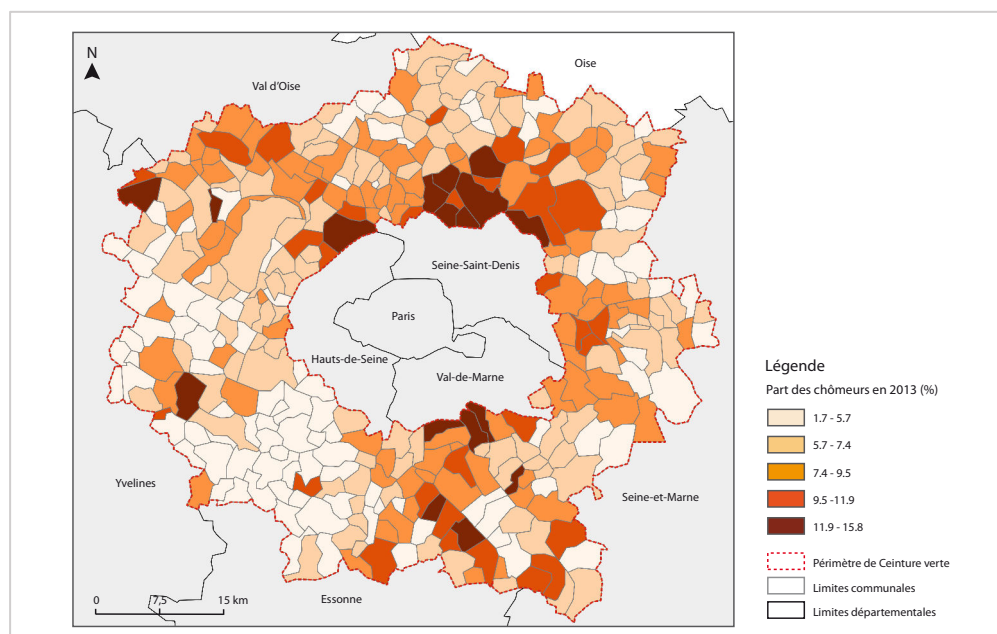 N
Oise
Val d'Oise
Seine-Saint-Denis
Paris
Hauts-de-Seine
Val-de-Marne
Yvelines
Seine-et-Marne
Essonne
0 7,5 15 km
Légende
Part des chômeurs en 2013 (%)
1.7 - 5.7
5.7 - 7.4
7.4 - 9.5
9.5 -11.9
11.9 - 15.8
Périmètre de Ceinture verte
Limites communales
Limites départementales